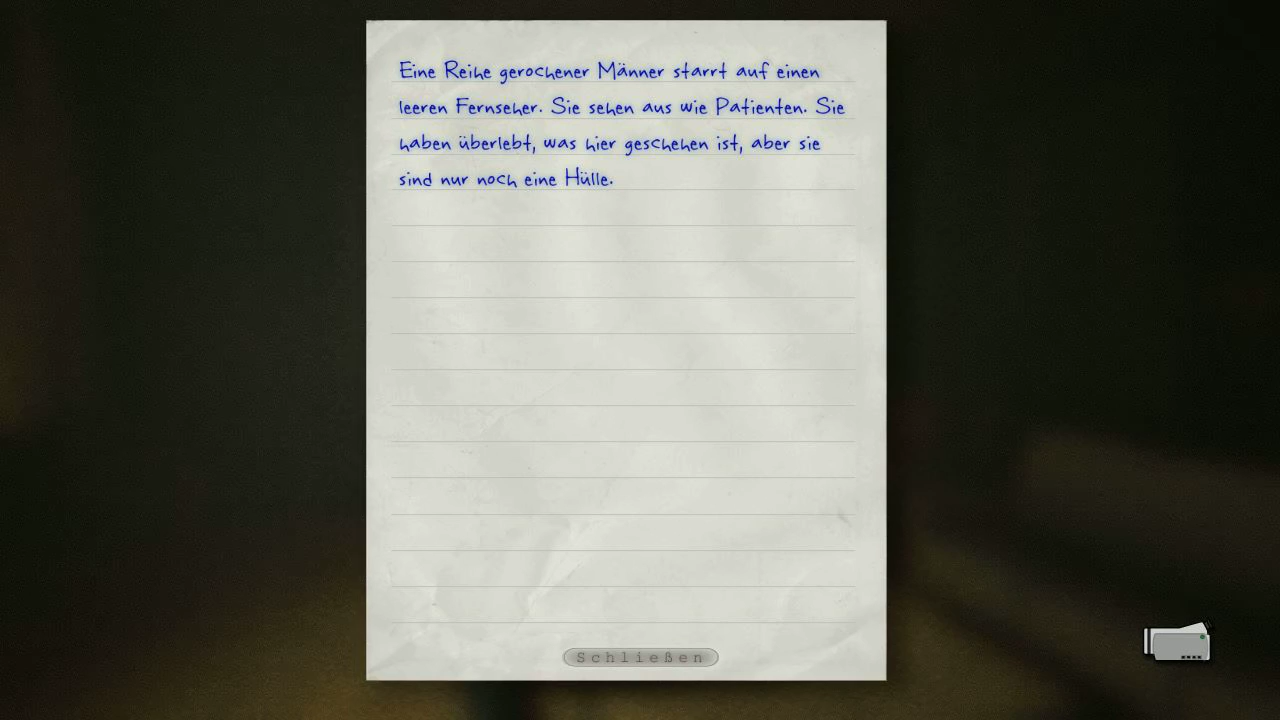 Eine Reihe gerochener Männer starrt auf einen
leeren Fernseher. Sie sehen aus wie Patienten. Sie
haben überlebt, was hier geschehen ist, aber sie
sind nur noch eine Hülle.
Schließen